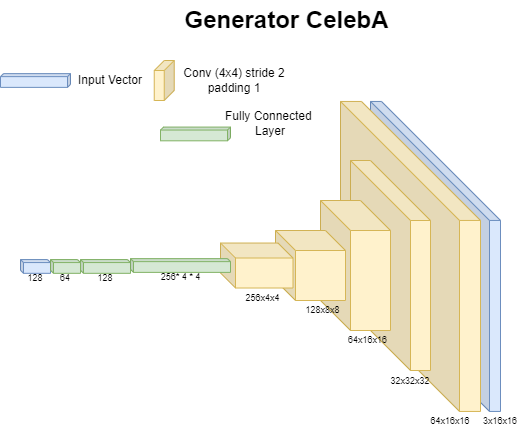 Generator CelebA
Input Vector
Conv (4x4) stride 2
padding 1
Fully Connected
Layer
128
64
128
256* 4 * 4
256x4x4
128x8x8
64x16x16
32x32x32
64x16x16
3x16x16